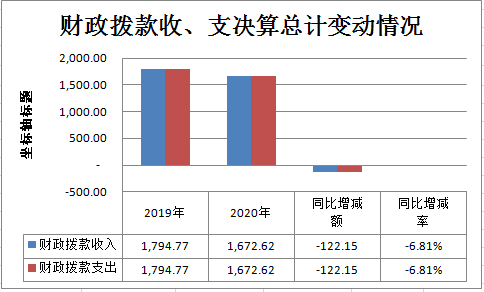 财政拨款收、支决算总计变动情况
坐标轴标题
2,000.00
1,500.00
1,000.00
500.00
-
-500.00
2019年 2020年 同比增减额 同比增减率
财政拨款收入 1,794.77 1,672.62 -122.15 -6.81%
财政拨款支出 1,794.77 1,672.62 -122.15 -6.81%